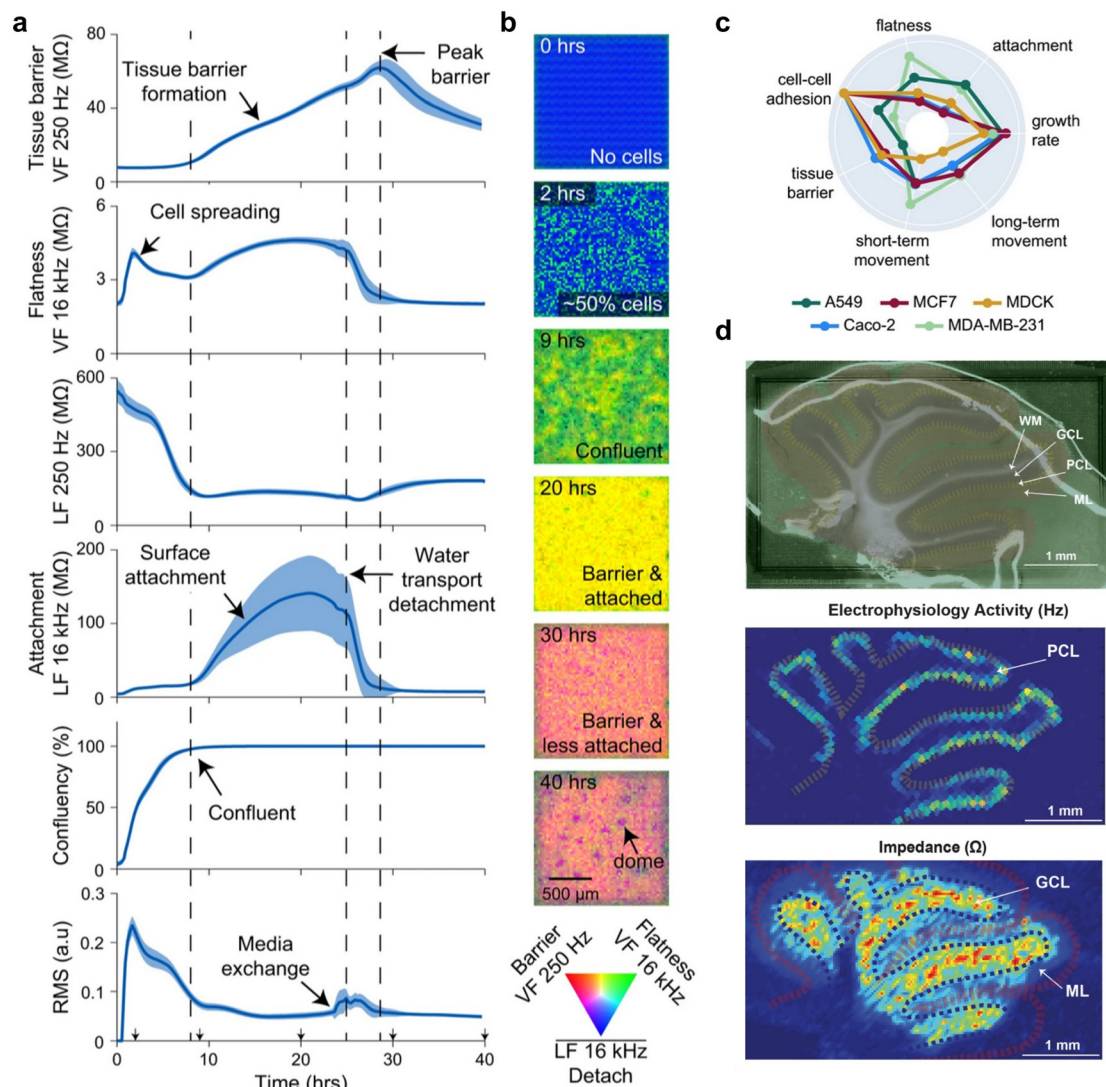 a
Tissue barrier
VF 250 Hz (MΩ)
80
40
0
Tissue barrier
formation
Peak
barrier
Flatness
VF 16 kHz (MΩ)
6
3
0
Cell spreading
LF 250 Hz (MΩ)
600
300
0
Attachment
LF 16 kHz (MΩ)
200
100
0
Surface
attachment
Water
transport
detachment
Confluency (%)
100
50
0
Confluent
RMS (a.u)
0.3
0.2
0.1
0
Media
exchange
0
10
20
30
40
Time (hrs)
b
0 hrs
No cells
2 hrs
~50% cells
9 hrs
Confluent
20 hrs
Barrier &
attached
30 hrs
Barrier &
less attached
40 hrs
dome
500 µm
Barrier
VF 250 Hz
Flatness
VF 16 kHz
LF 16 kHz
Detach
c
flatness
attachment
cell-cell
adhesion
growth
rate
tissue
barrier
short-term
movement
long-term
movement
A549
MCF7
MDCK
Caco-2
MDA-MB-231
d
WM
GCL
PCL
ML
1 mm
Electrophysiology Activity (Hz)
PCL
1 mm
Impedance (Ω)
GCL
ML
1 mm